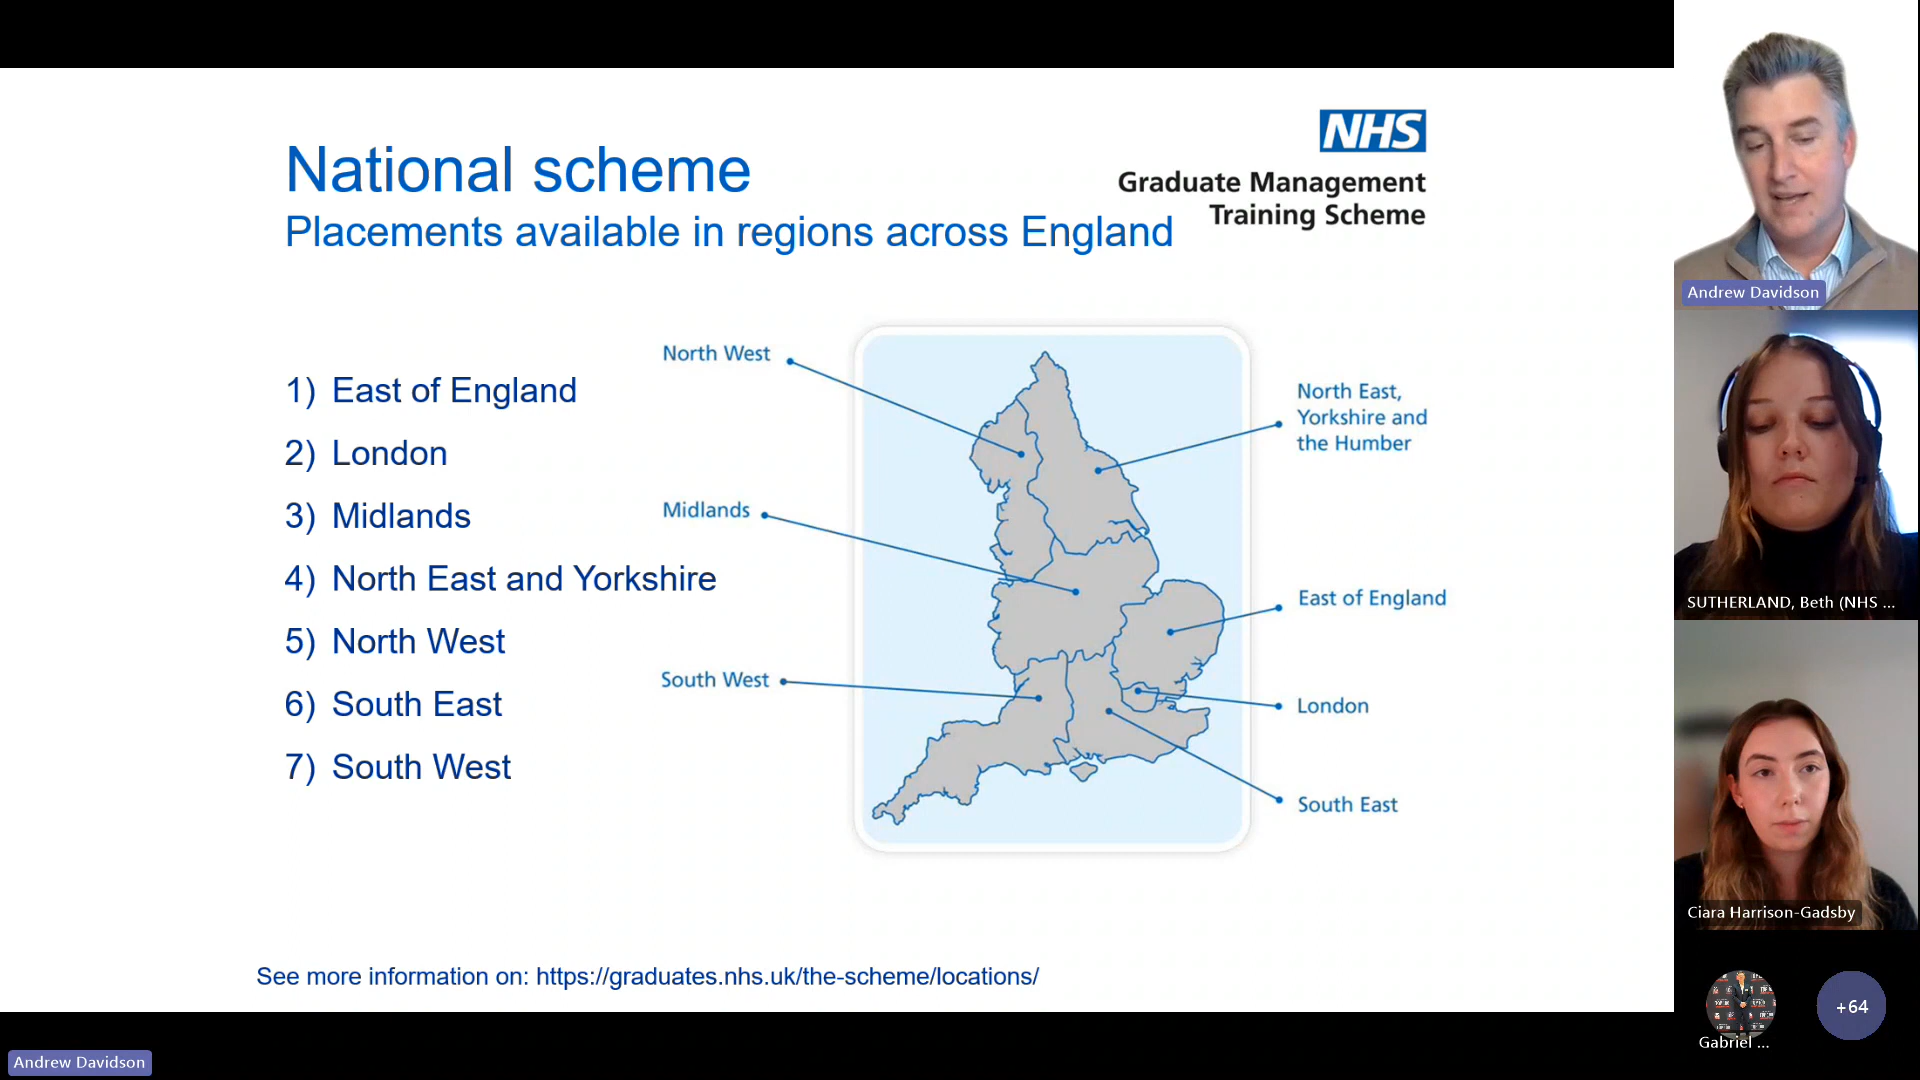 National scheme
Placements available in regions across England
NHS
Graduate Management
Training Scheme
1) East of England
2) London
3) Midlands
4) North East and Yorkshire
5) North West
6) South East
7) South West
North West
Midlands
South West
North East,
Yorkshire and
the Humber
East of England
London
South East
See more information on: https://graduates.nhs.uk/the-scheme/locations/
Andrew Davidson
Andrew Davidson
SUTHERLAND, Beth (NHS ...
Ciara Harrison-Gadsby
Gabriel ...
+64